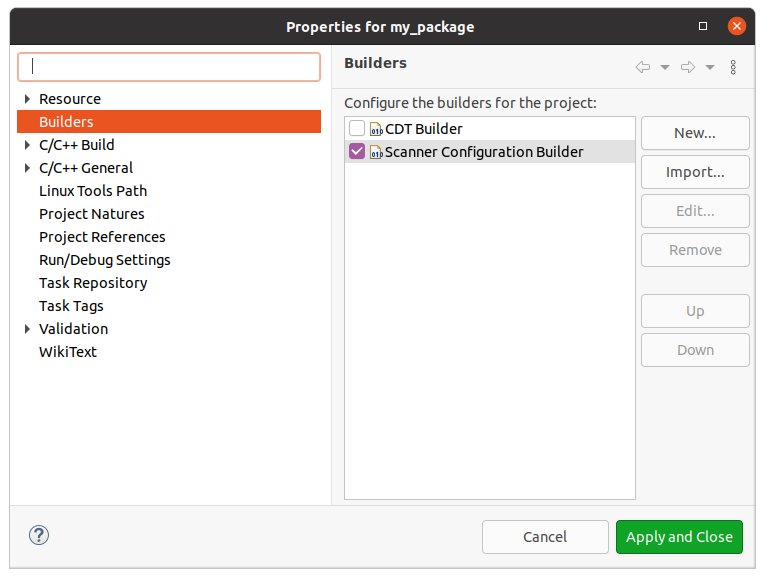 Properties for my_package
Builders
Resource
Builders
C/C++ Build
C/C++ General
Linux Tools Path
Project Natures
Project References
Run/Debug Settings
Task Repository
Task Tags
Validation
WikiText
Configure the builders for the project:
CDT Builder
Scanner Configuration Builder
New...
Import...
Edit...
Remove
Up
Down
?
Cancel
Apply and Close